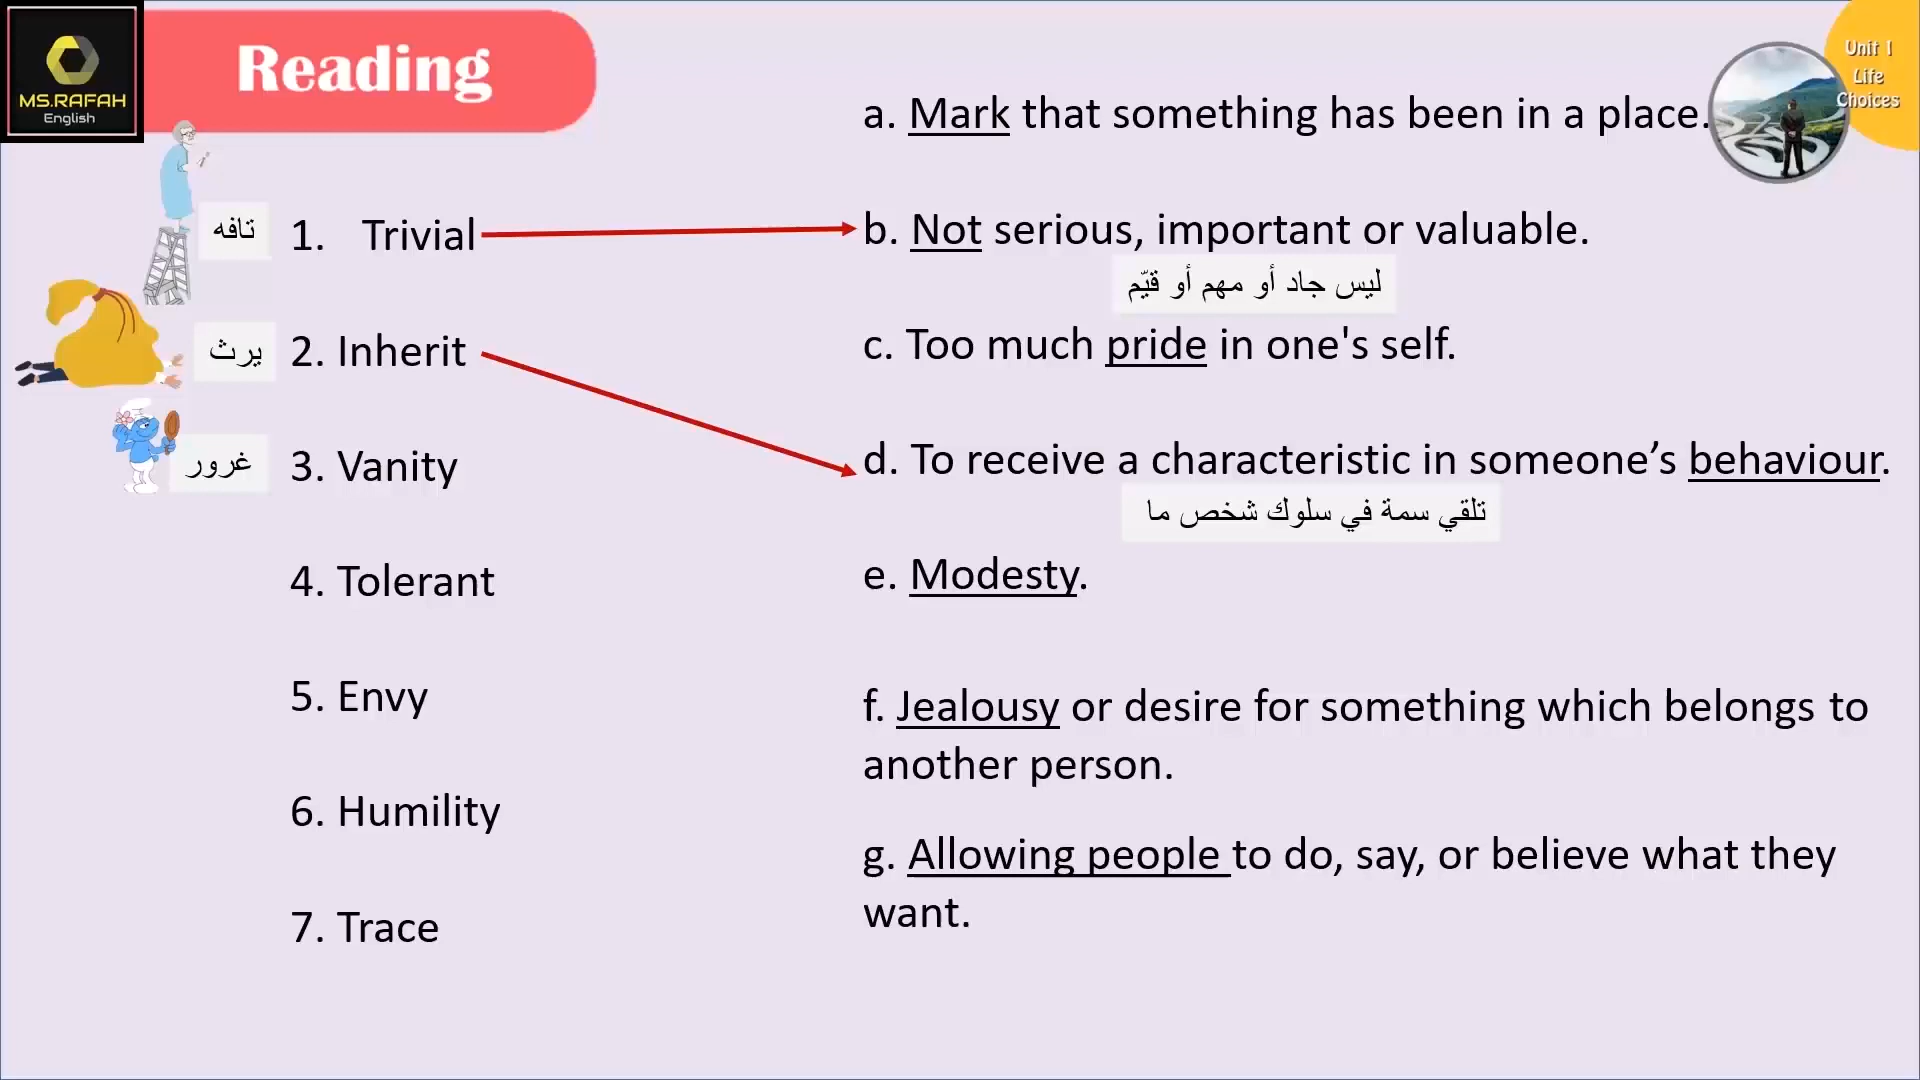 MS.RAFAH
English
Reading
Unit 1
Life
Choices
تافه
1. Trivial
يرث
2. Inherit
غرور
3. Vanity
4. Tolerant
5. Envy
6. Humility
7. Trace
a. Mark that something has been in a place.
b. Not serious, important or valuable.
ليس جاد أو مهم أو قيّم
c. Too much pride in one's self.
d. To receive a characteristic in someone’s behaviour.
تلقي سمة في سلوك شخص ما
e. Modesty.
f. Jealousy or desire for something which belongs to
another person.
g. Allowing people to do, say, or believe what they
want.